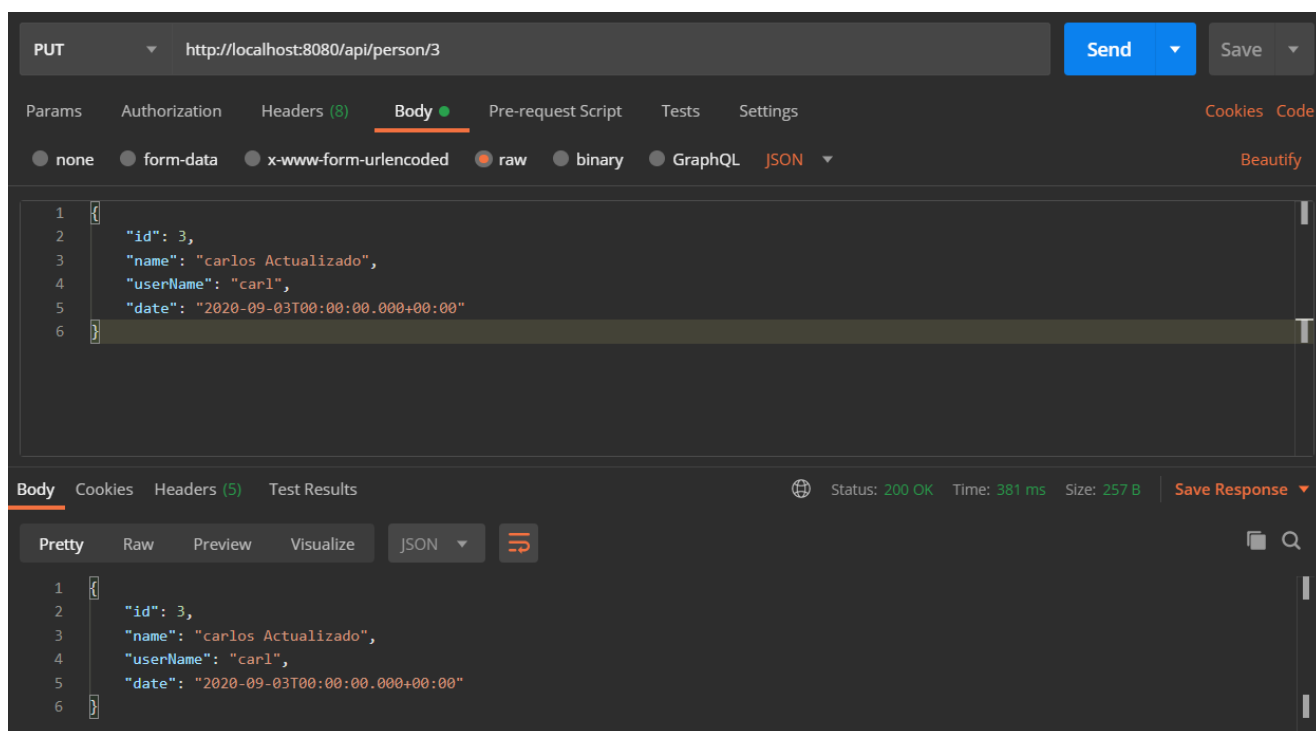 PUT http://localhost:8080/api/person/3 Send Save
Params Authorization Headers (8) Body Pre-request Script Tests Settings Cookies Code
none form-data x-www-form-urlencoded raw binary GraphQL JSON Beautify
1 {
2 "id": 3,
3 "name": "carlos Actualizado",
4 "userName": "carl",
5 "date": "2020-09-03T00:00:00.000+00:00"
6 }
Body Cookies Headers (5) Test Results Status: 200 OK Time: 381 ms Size: 257 B Save Response
Pretty Raw Preview Visualize JSON
1 {
2 "id": 3,
3 "name": "carlos Actualizado",
4 "userName": "carl",
5 "date": "2020-09-03T00:00:00.000+00:00"
6 }